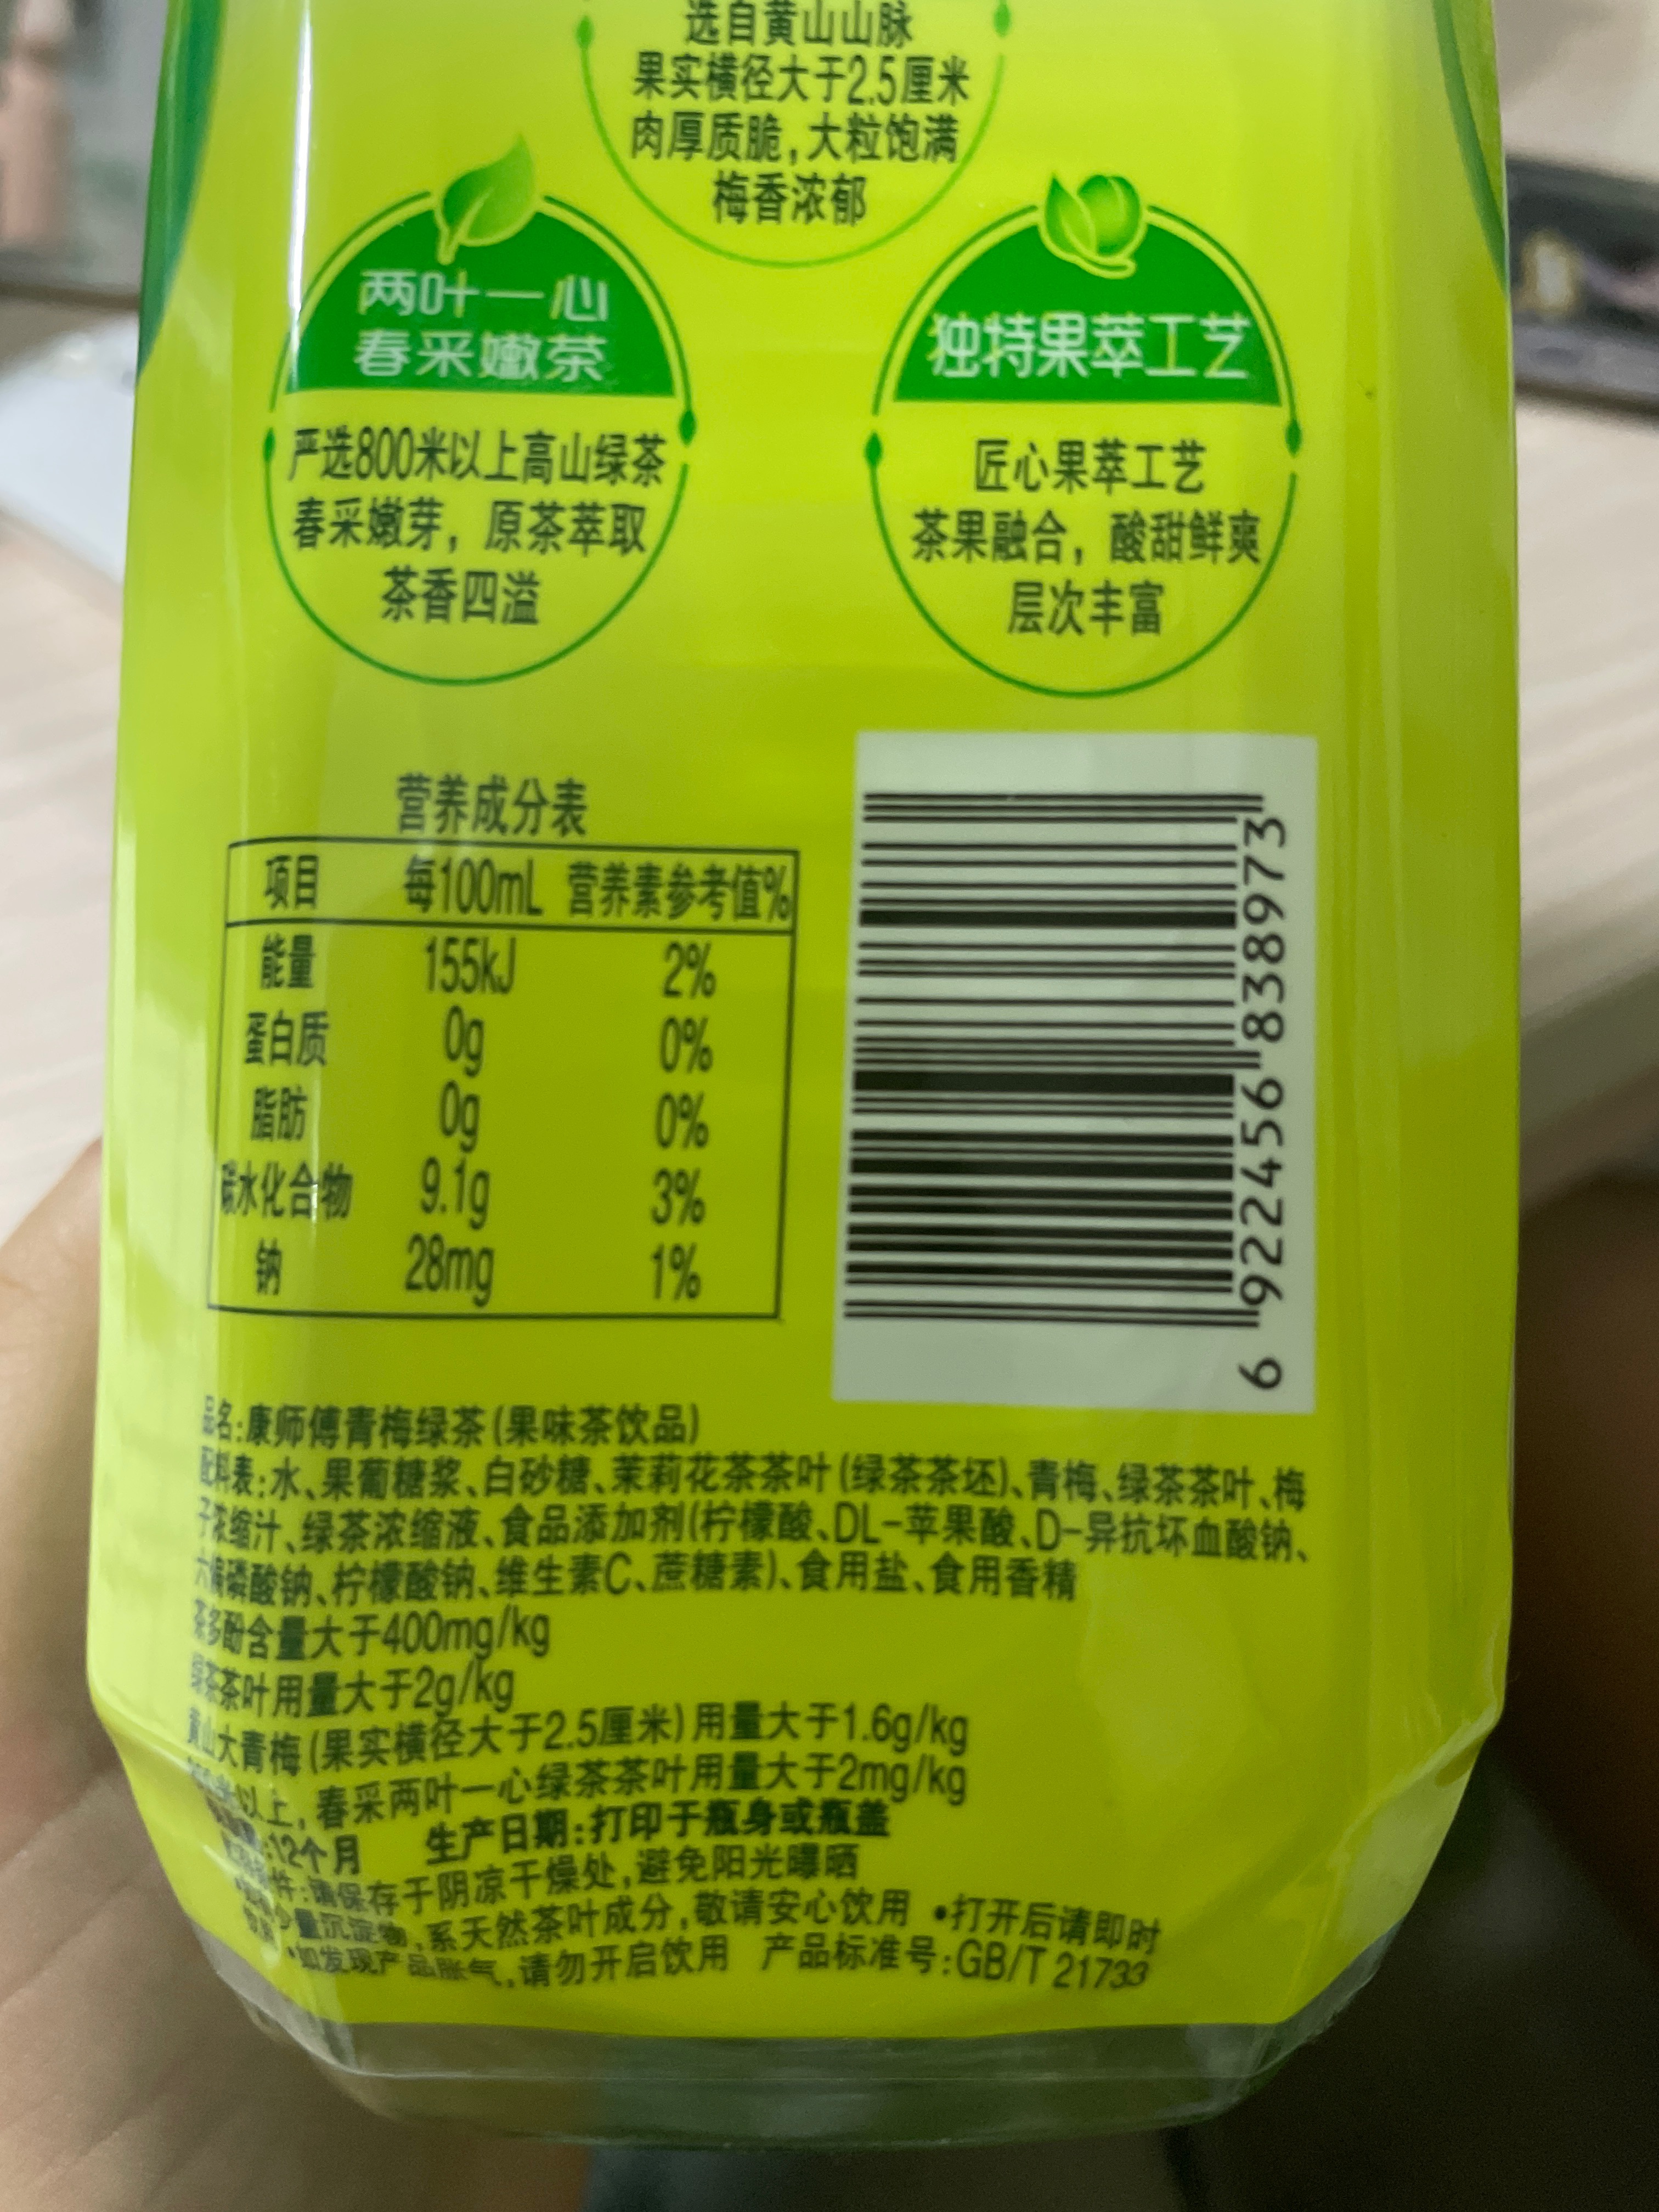 选自黄山山脉
果实横径大于2.5厘米
肉厚质脆,大粒饱满
梅香浓郁
两叶一心
春采嫩茶
严选800米以上高山绿茶
春采嫩芽，原茶萃取
茶香四溢
独特果萃工艺
匠心果萃工艺
茶果融合，酸甜鲜爽
层次丰富
营养成分表
项目 每100mL 营养素参考值%
能量 155kJ 2%
蛋白质 0g 0%
脂肪 0g 0%
碳水化合物 9.1g 3%
钠 28mg 1%
6 922456 838973
品名:康师傅青梅绿茶(果味茶饮品)
配料表:水、果葡糖浆、白砂糖、茉莉花茶茶叶(绿茶茶坯)、青梅、绿茶茶叶、梅
子浓缩汁、绿茶浓缩液、食品添加剂(柠檬酸、DL-苹果酸、D-异抗坏血酸钠、
六偏磷酸钠、柠檬酸钠、维生素C、蔗糖素)、食用盐、食用香精
茶多酚含量大于400mg/kg
绿茶茶叶用量大于2g/kg
黄山大青梅(果实横径大于2.5厘米)用量大于1.6g/kg
以上,春采两叶一心绿茶茶叶用量大于2mg/kg
:12个月 生产日期:打印于瓶身或瓶盖
件:请保存于阴凉干燥处,避免阳光曝晒
少量沉淀物,系天然茶叶成分,敬请安心饮用 •打开后请即时
•如发现产品胀气,请勿开启饮用 产品标准号:GB/T 21733